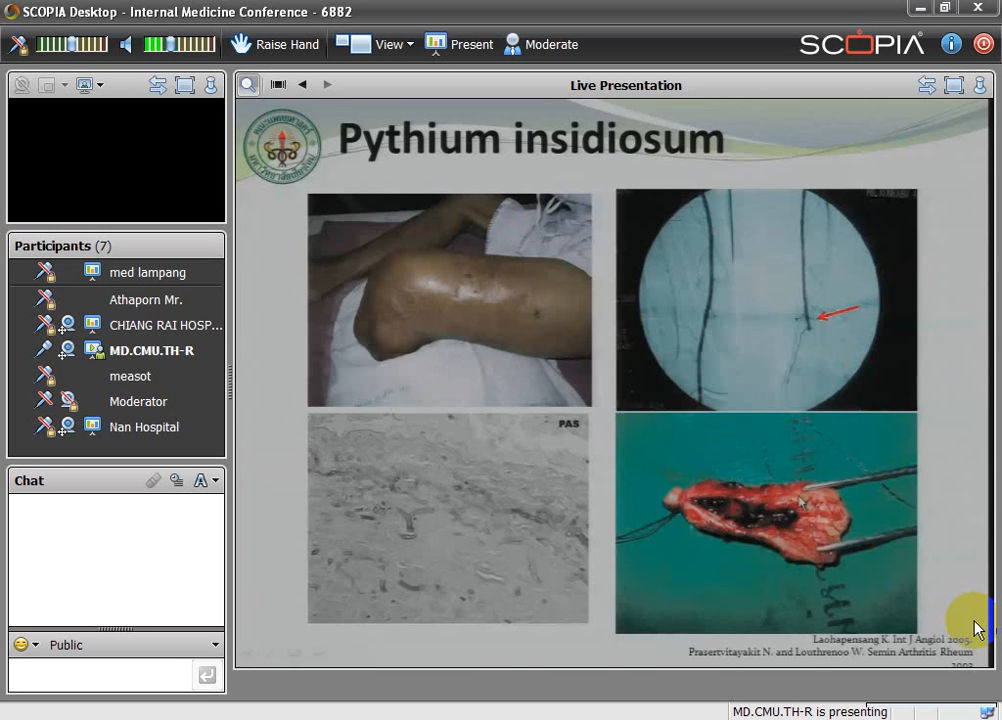 SCOPIA Desktop - Internal Medicine Conference - 6882
Raise Hand
View
Present
Moderate
SCOPIA
Live Presentation
Participants (7)
med lampang
Athaporn Mr.
CHIANG RAI HOSP...
MD.CMU.TH-R
measot
Moderator
Nan Hospital
Chat
A
Public
Pythium insidiosum
PAS
Laohapensang K. Int J Angiol 2005.
Prasertvitayakit N. and Louthrenoo W. Semin Arthritis Rheum
2003
MD.CMU.TH-R is presenting